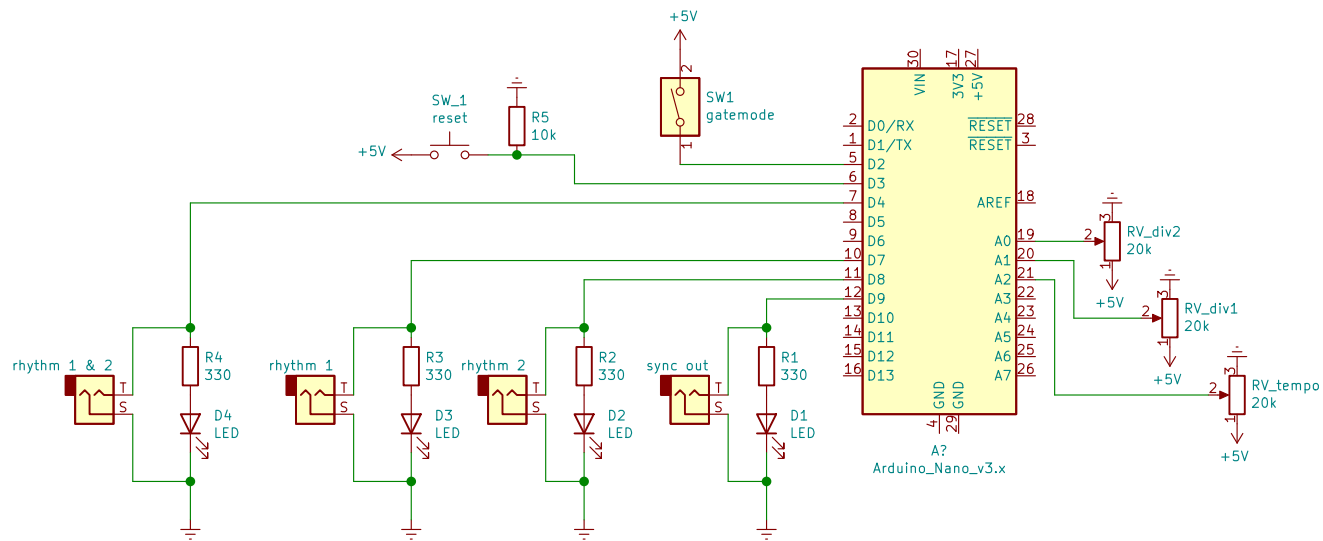 +5V
SW_1
reset
R5
10k
+5V
2
SW1
gatemode
1
30
17
27
VIN
3V3
+5V
2 D0/RX
1 D1/TX
5 D2
6 D3
7 D4
8 D5
9 D6
10 D7
11 D8
12 D9
13 D10
14 D11
15 D12
16 D13
RESET 28
RESET 3
AREF 18
A0 19
A1 20
A2 21
A3 22
A4 23
A5 24
A6 25
A7 26
GND
GND
4
29
A?
Arduino_Nano_v3.x
3
2
1
RV_div2
20k
+5V
3
2
1
RV_div1
20k
+5V
3
2
1
RV_tempo
20k
+5V
rhythm 1 & 2
T
S
R4
330
D4
LED
rhythm 1
T
S
R3
330
D3
LED
rhythm 2
T
S
R2
330
D2
LED
sync out
T
S
R1
330
D1
LED